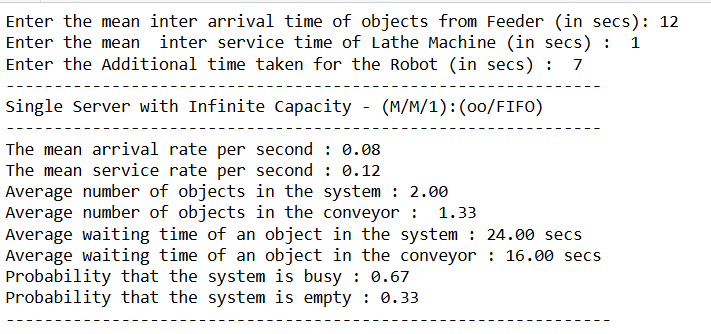 Enter the mean inter arrival time of objects from Feeder (in secs): 12
Enter the mean  inter service time of Lathe Machine (in secs) :  1
Enter the Additional time taken for the Robot (in secs) :  7
--------------------------------------------------------------
Single Server with Infinite Capacity - (M/M/1):(oo/FIFO)
--------------------------------------------------------------
The mean arrival rate per second : 0.08
The mean service rate per second : 0.12
Average number of objects in the system : 2.00
Average number of objects in the conveyor :  1.33
Average waiting time of an object in the system : 24.00 secs
Average waiting time of an object in the conveyor : 16.00 secs
Probability that the system is busy : 0.67
Probability that the system is empty : 0.33
---------------------------------------------------------------